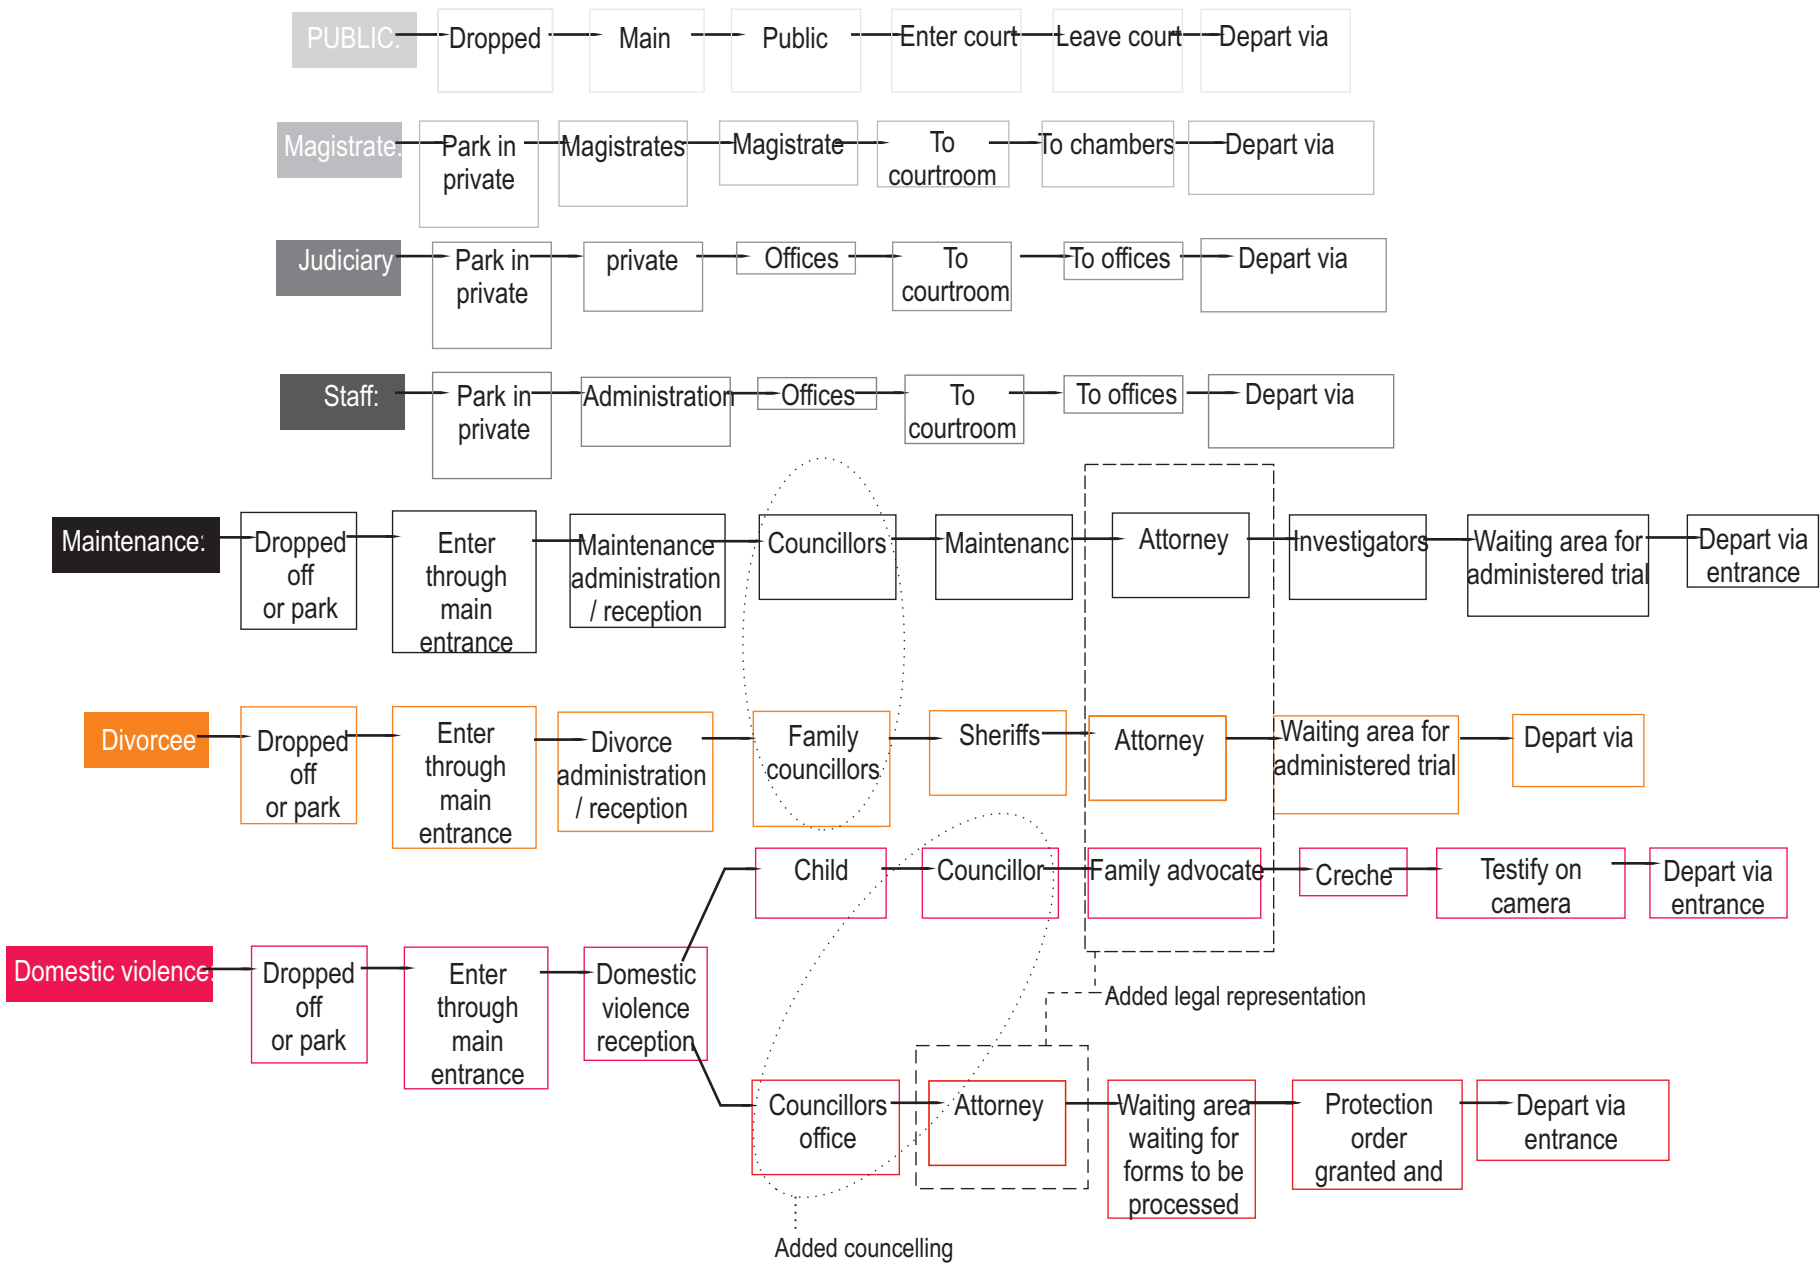 PUBLIC:
Dropped
Main
Public
Enter court
Leave court
Depart via
Magistrate:
Park in
private
Magistrates
Magistrate
To
courtroom
To chambers
Depart via
Judiciary
Park in
private
private
Offices
To
courtroom
To offices
Depart via
Staff:
Park in
private
Administration
Offices
To
courtroom
To offices
Depart via
Maintenance:
Dropped
off
or park
Enter
through
main
entrance
Maintenance
administration
/ reception
Councillors
Maintenanc
Attorney
Investigators
Waiting area for
administered trial
Depart via
entrance
Divorcee
Dropped
off
or park
Enter
through
main
entrance
Divorce
administration
/ reception
Family
councillors
Sheriffs
Attorney
Waiting area for
administered trial
Depart via
Domestic violence:
Dropped
off
or park
Enter
through
main
entrance
Domestic
violence
reception
Child
Councillor
Family advocate
Creche
Testify on
camera
Depart via
entrance
Added legal representation
Councillors
office
Attorney
Waiting area
waiting for
forms to be
processed
Protection
order
granted and
Depart via
entrance
Added councelling